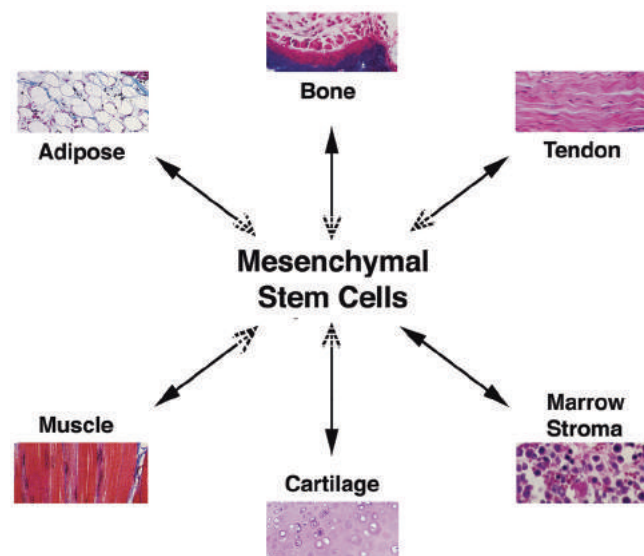 Bone
Adipose
Tendon
Mesenchymal
Stem Cells
Muscle
Marrow
Stroma
Cartilage